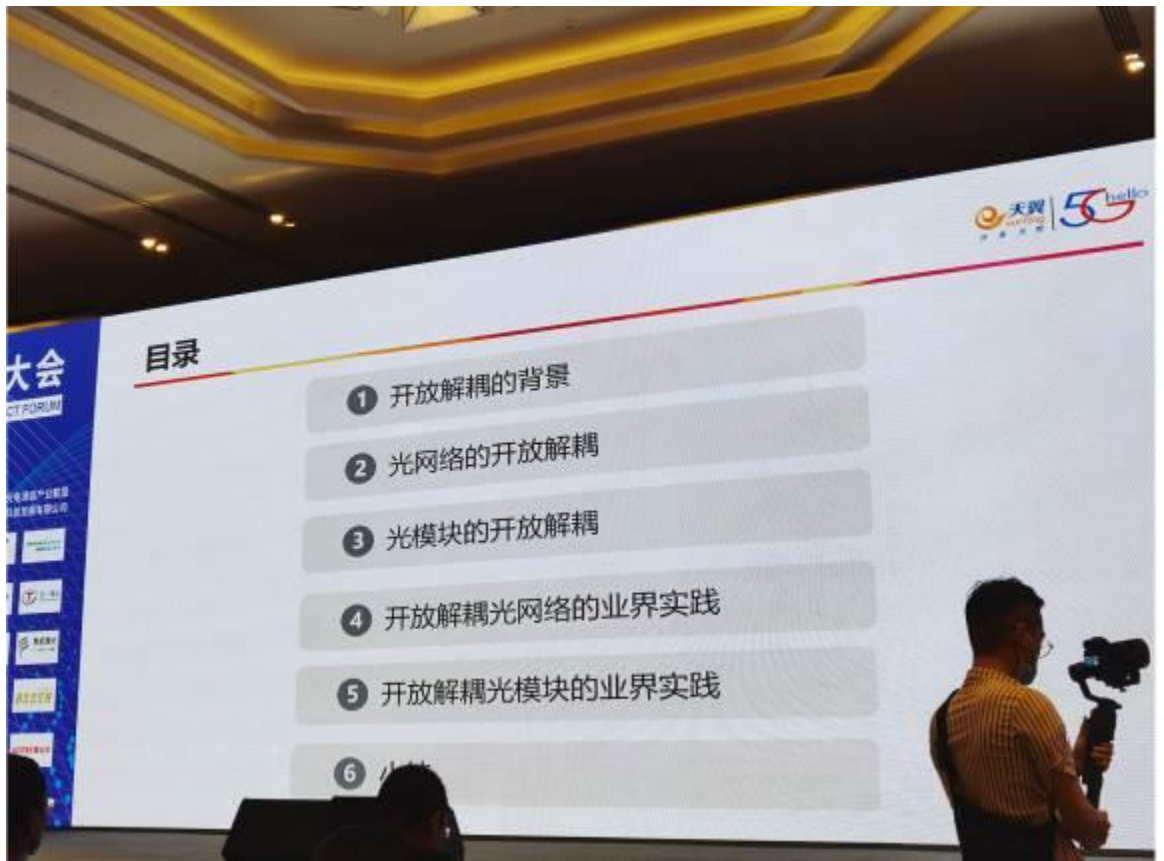 天翼
5G hello
目录
大会
CT FORUM
1 开放解耦的背景
2 光网络的开放解耦
3 光模块的开放解耦
4 开放解耦光网络的业界实践
5 开放解耦光模块的业界实践
6